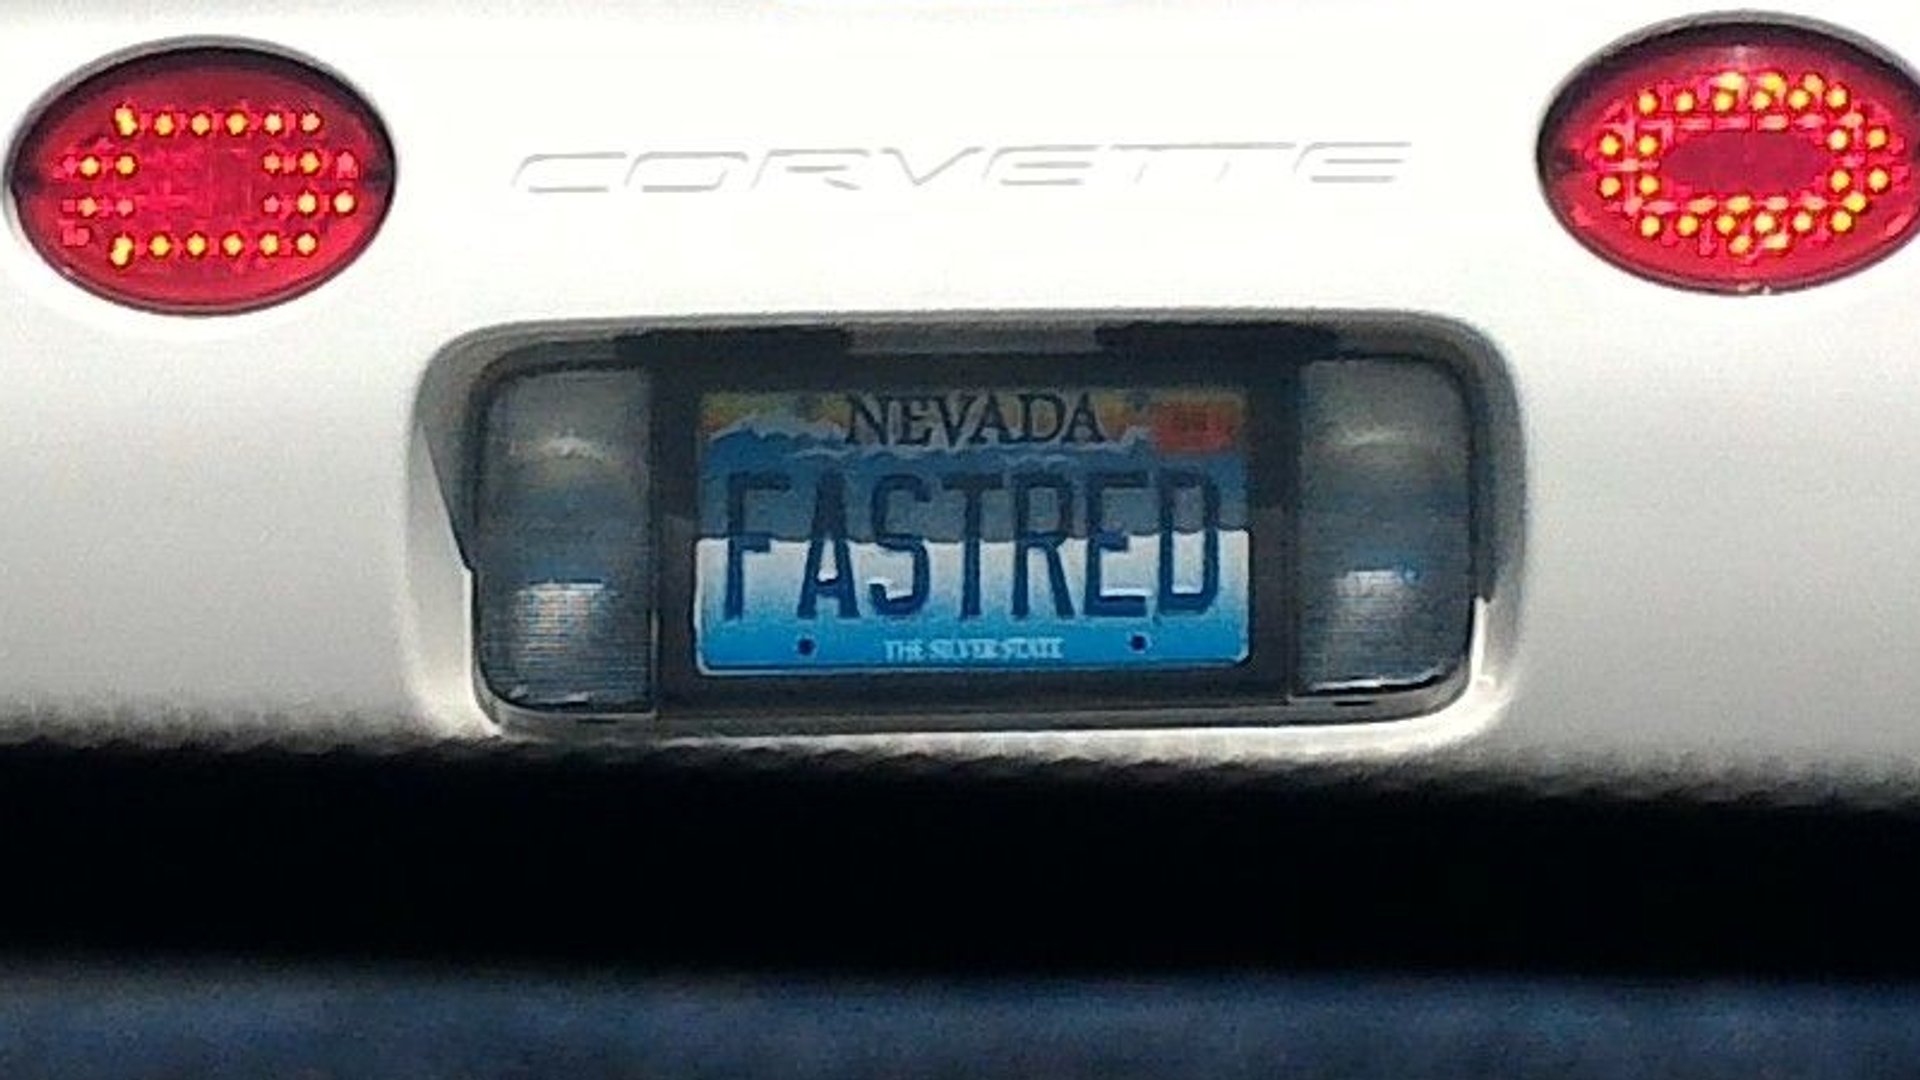 CORVETTE
NEVADA
FASTRED
THE SILVER STATE